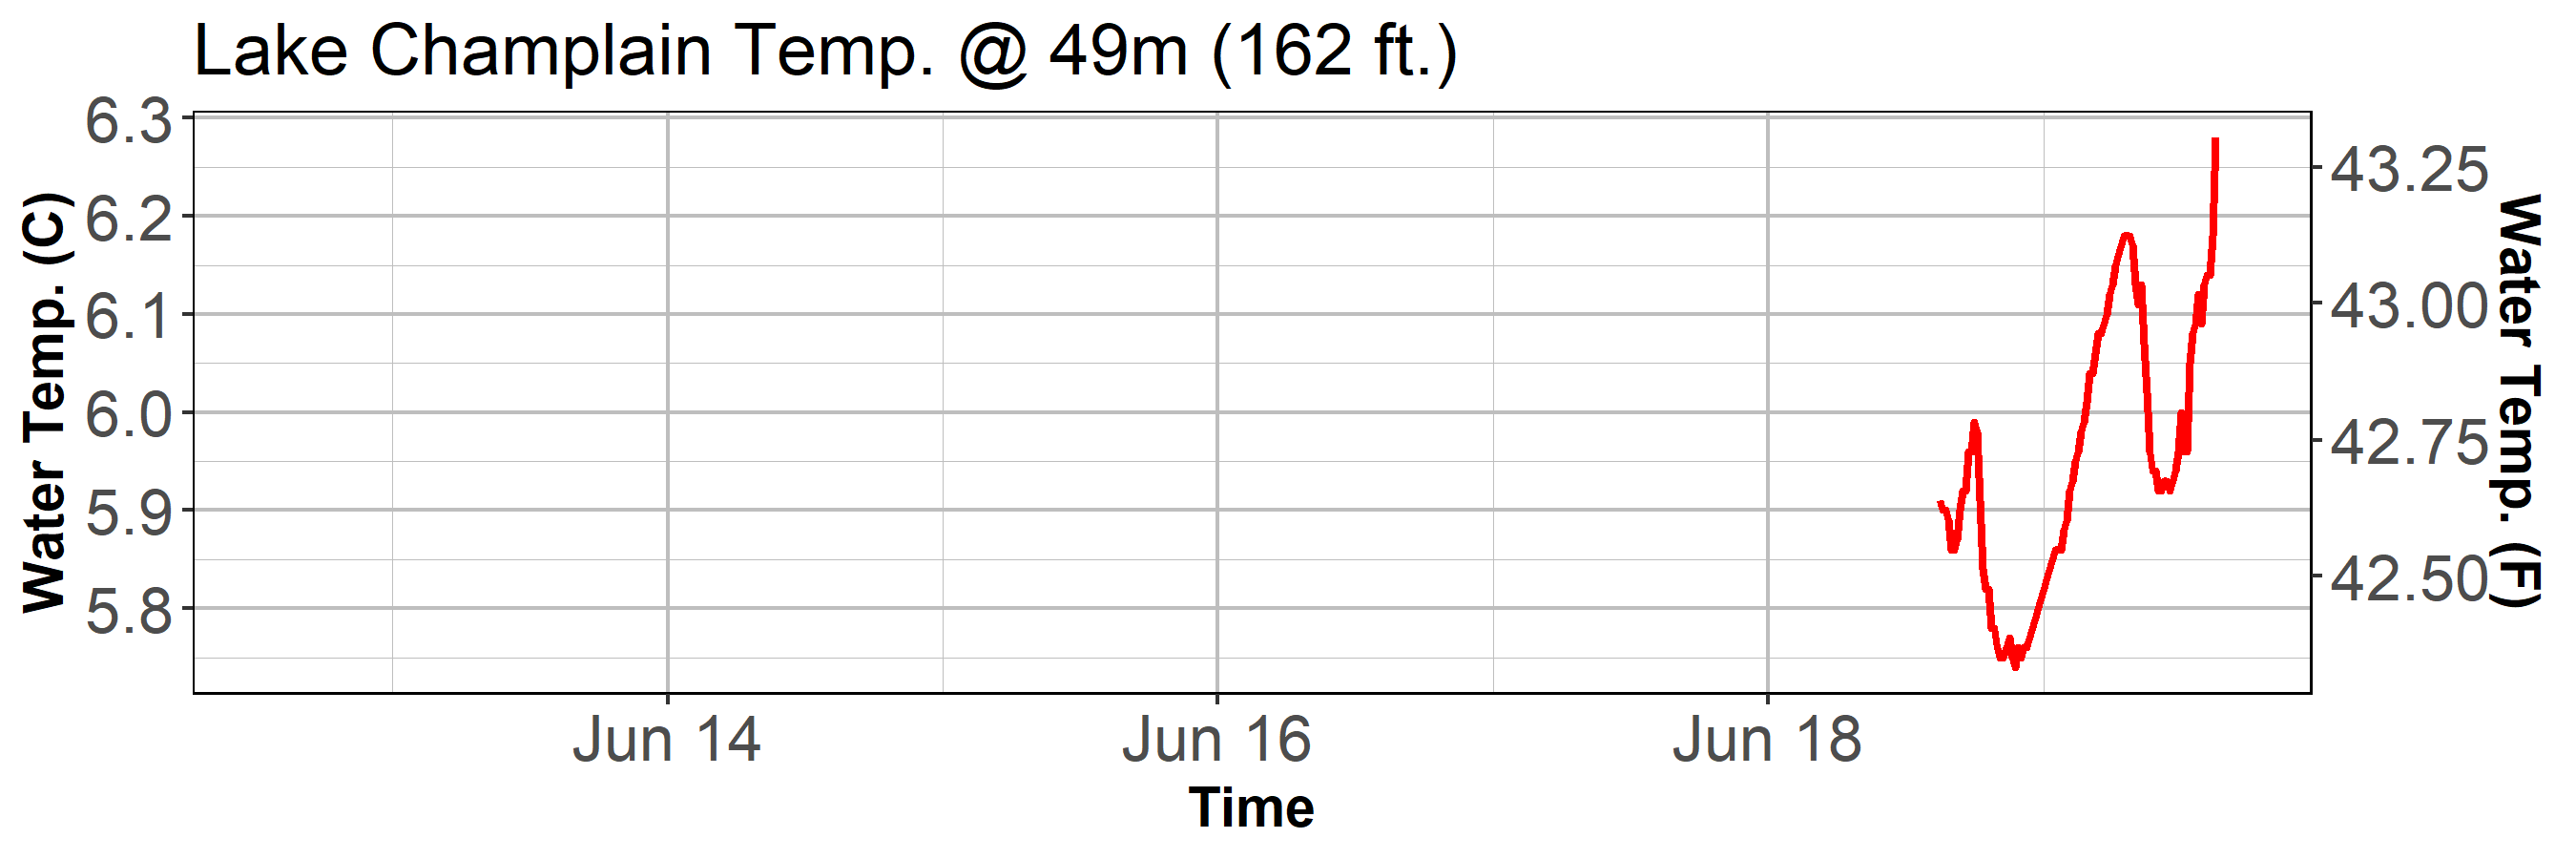 Lake Champlain Temp. @ 49m (162 ft.)
Water Temp. (C)
6.3
6.2
6.1
6.0
5.9
5.8
43.25
43.00
42.75
42.50
Water Temp. (F)
Jun 14
Jun 16
Jun 18
Time